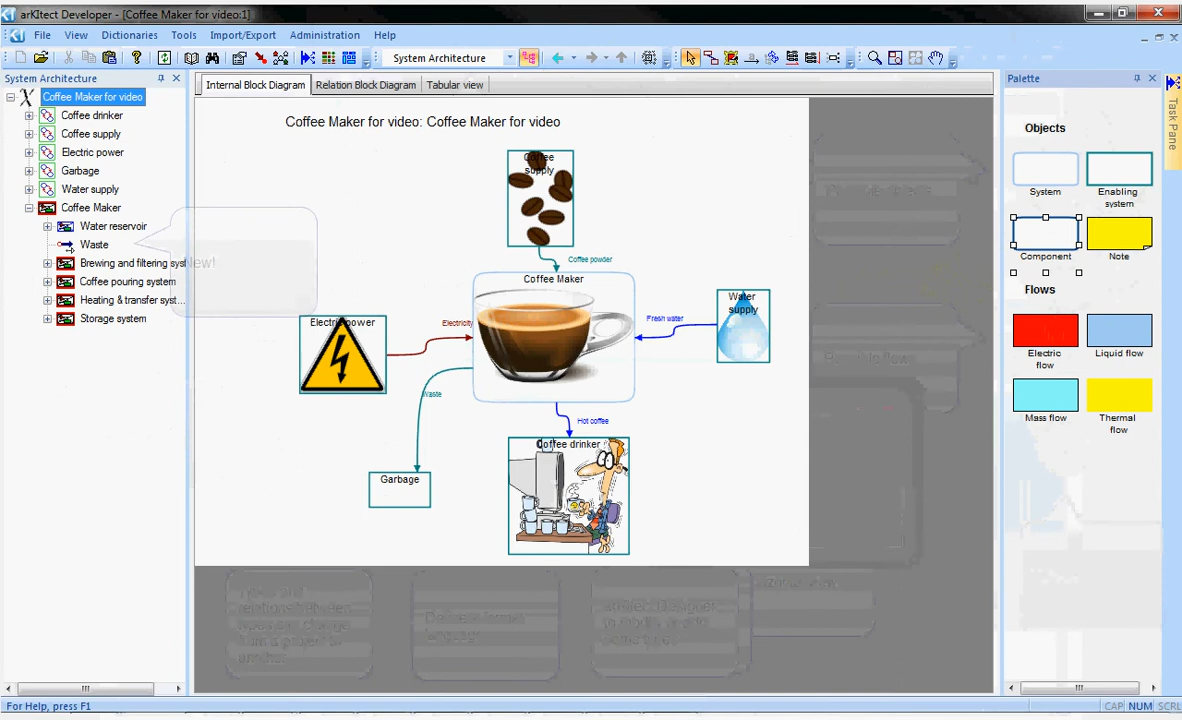 arKItect Developer - [Coffee Maker for video:1]
File View Dictionaries Tools Import/Export Administration Help
System Architecture
System Architecture
Coffee Maker for video
Coffee drinker
Coffee supply
Electric power
Garbage
Water supply
Coffee Maker
Water reservoir
Waste
Brewing and filtering syst
New!
Coffee pouring system
Heating & transfer syst...
Storage system
Internal Block Diagram
Relation Block Diagram
Tabular view
Coffee Maker for video: Coffee Maker for video
Coffee
supply
Coffee powder
Coffee Maker
Electric power
Electricity
Water
supply
Fresh water
Waste
Hot coffee
Garbage
Coffee drinker
Palette
Objects
System
Enabling
system
Component
Note
Flows
Electric
flow
Liquid flow
Mass flow
Thermal
flow
Task Pane
For Help, press F1
CAP NUM SCRL